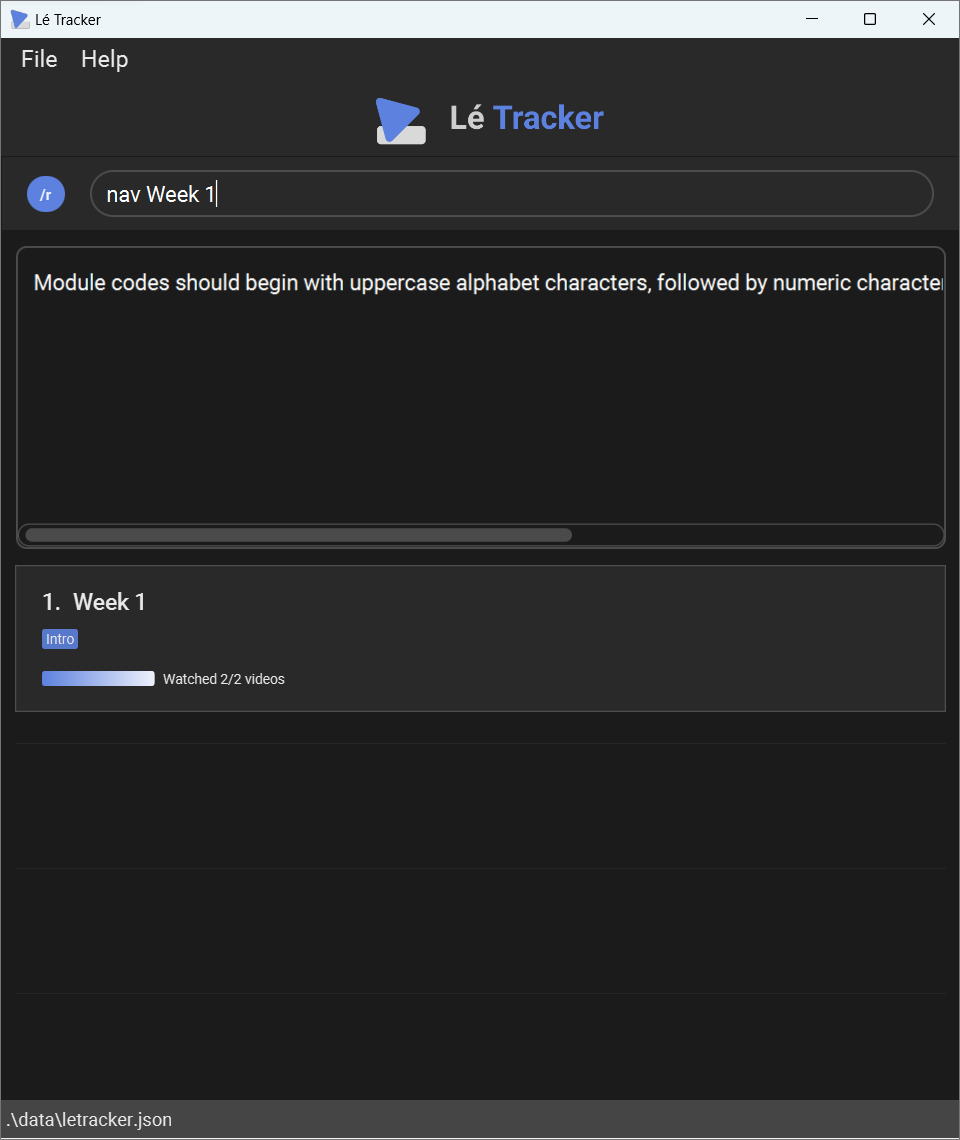 Lé Tracker
File Help
Lé Tracker
/r
nav Week 1
Module codes should begin with uppercase alphabet characters, followed by numeric
1. Week 1
Intro
Watched 2/2 videos
.\data\letracker.json